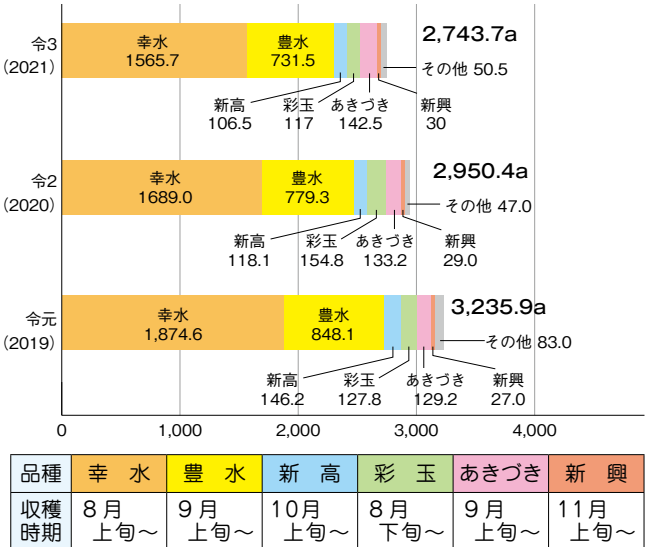 令3
(2021)
幸水
1565.7
豊水
731.5
2,743.7a
その他 50.5
新高
106.5
彩玉
117
あきづき
142.5
新興
30
令2
(2020)
幸水
1689.0
豊水
779.3
2,950.4a
その他 47.0
新高
118.1
彩玉
154.8
あきづき
133.2
新興
29.0
令元
(2019)
幸水
1,874.6
豊水
848.1
3,235.9a
その他 83.0
新高
146.2
彩玉
127.8
あきづき
129.2
新興
27.0
0 1,000 2,000 3,000 4,000
品種 幸水 豊水 新高 彩玉 あきづき 新興
収穫時期 8月上旬～ 9月上旬～ 10月上旬～ 8月下旬～ 9月上旬～ 11月上旬～